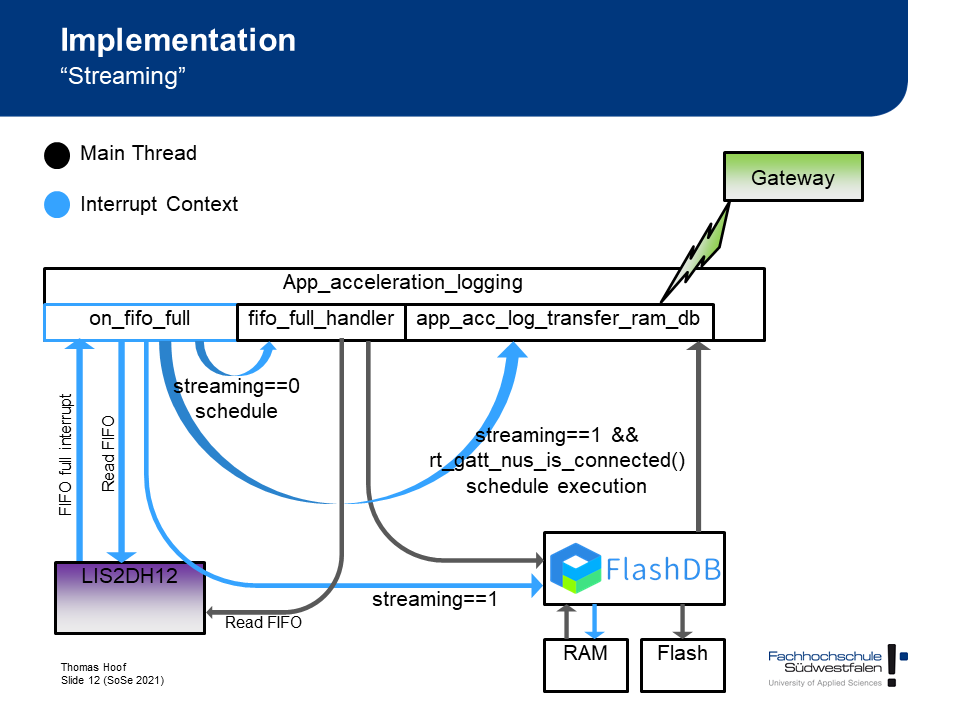 Implementation
“Streaming”
Main Thread
Interrupt Context
Gateway
App_acceleration_logging
on_fifo_full
fifo_full_handler
app_acc_log_transfer_ram_db
streaming==0
schedule
FIFO full interrupt
Read FIFO
streaming==1 &&
rt_gatt_nus_is_connected()
schedule execution
FlashDB
LIS2DH12
streaming==1
Read FIFO
RAM
Flash
Thomas Hoof
Slide 12 (SoSe 2021)
Fachhochschule
Südwestfalen
University of Applied Sciences